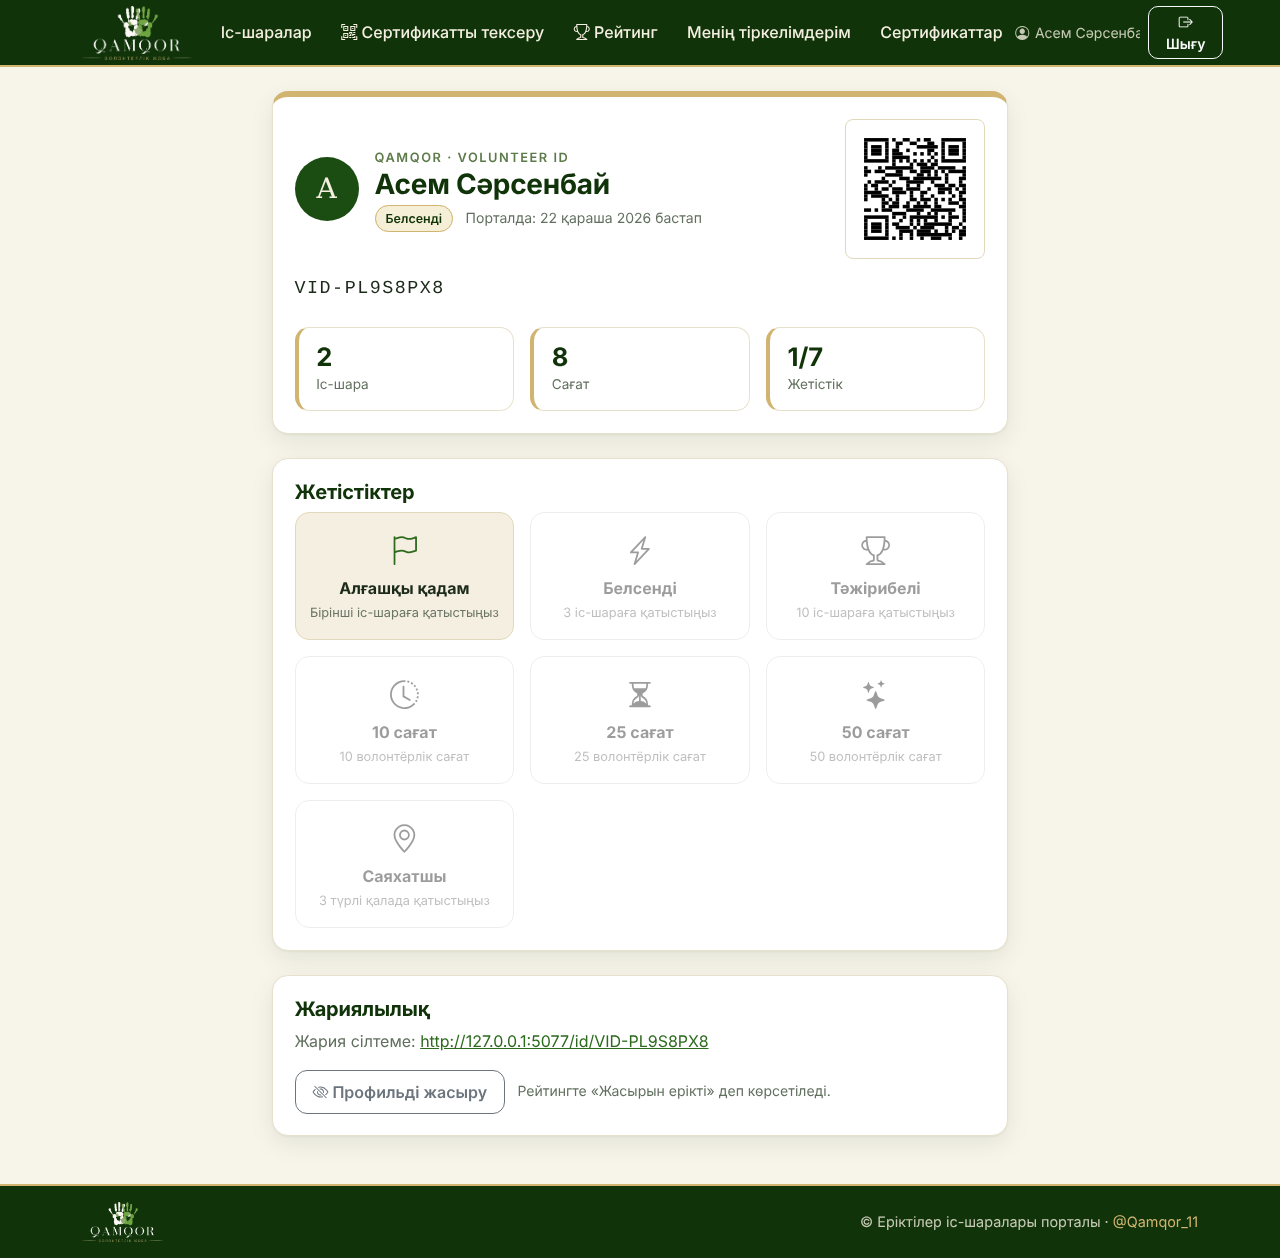 QAMQOR
Іс-шаралар
Сертификатты тексеру
Рейтинг
Менің тіркелімдерім
Сертификаттар
Асем Сәрсенба
Шығу
QAMQOR · VOLUNTEER ID
A
Асем Сәрсенбай
Белсенді
Порталда: 22 қараша 2026 бастап
VID-PL9S8PX8
2
Іс-шара
8
Сағат
1/7
Жетістік
Жетістіктер
Алғашқы қадам
Бірінші іс-шараға қатыстыңыз
Белсенді
3 іс-шараға қатыстыңыз
Тәжірибелі
10 іс-шараға қатыстыңыз
10 сағат
10 волонтёрлік сағат
25 сағат
25 волонтёрлік сағат
50 сағат
50 волонтёрлік сағат
Саяхатшы
3 түрлі қалада қатыстыңыз
Жариялылық
Жария сілтеме: http://127.0.0.1:5077/id/VID-PL9S8PX8
Профильді жасыру
Рейтингте «Жасырын ерікті» деп көрсетіледі.
QAMQOR
© Еріктілер іс-шаралары порталы · @Qamqor_11